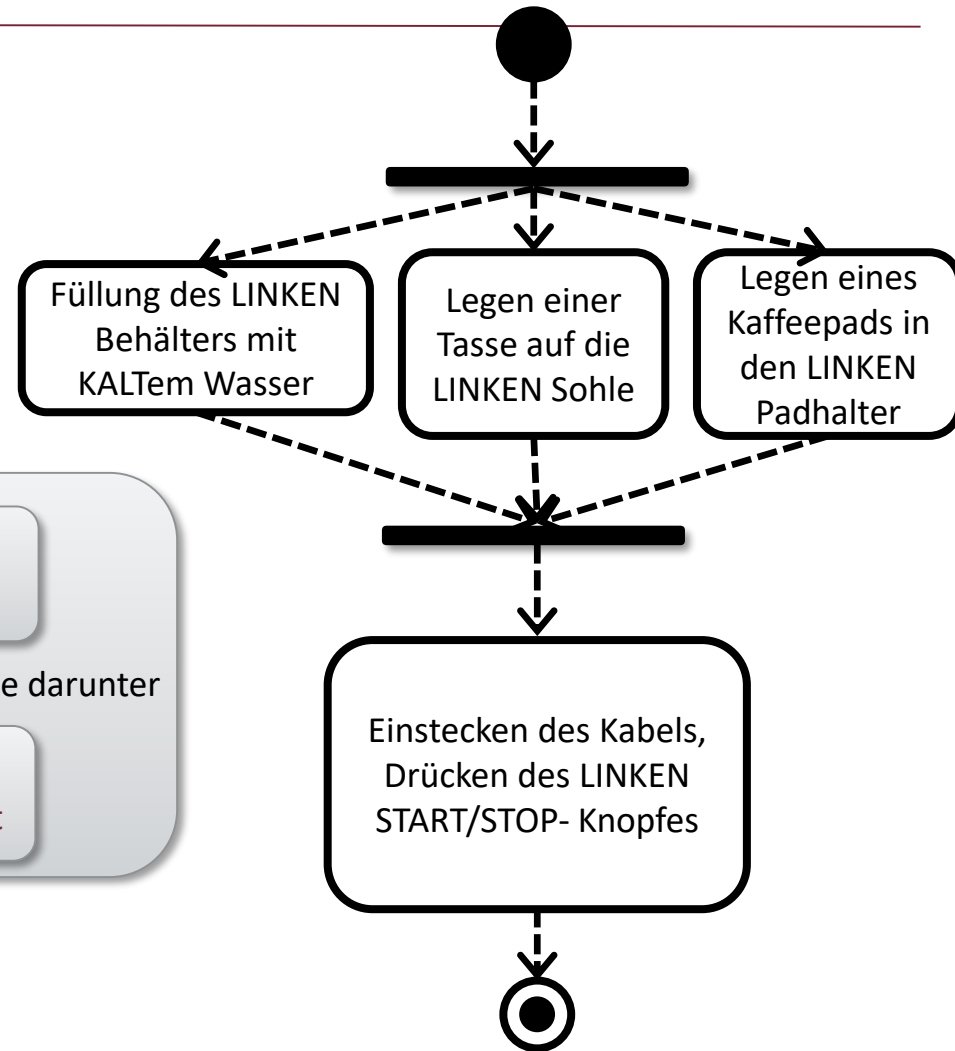 Füllung des LINKEN
Behälters mit
KALTem Wasser
Legen einer
Tasse auf die
LINKEN Sohle
Legen eines
Kaffeepads in
den LINKEN
Padhalter
darunter
Einstecken des Kabels,
Drücken des LINKEN
START/STOP- Knopfes